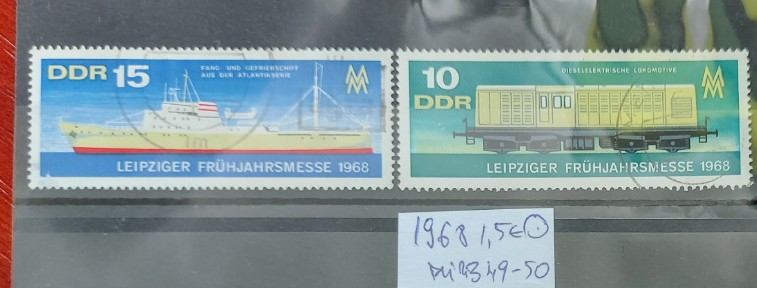 DDR 15
FANG- UND GEFRIERSCHIFF
AUS DER ATLANTIKSERIE
MM
LEIPZIGER FRÜHJAHRSMESSE 1968
10
DDR
DIESELELEKTRISCHE LOKOMOTIVE
MM
LEIPZIGER FRÜHJAHRSMESSE 1968
1968 1,5€
1349-50